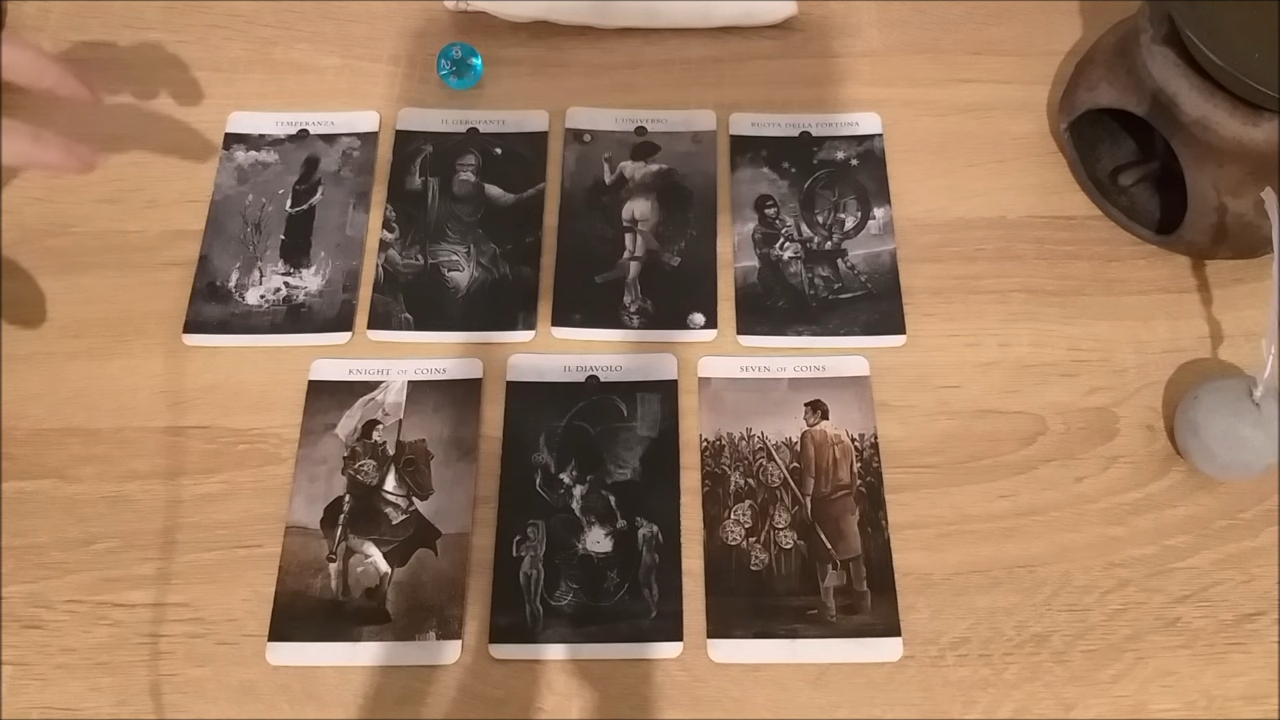 TEMPERANZA
IL GEROFANTE
L'UNIVERSO
RUOTA DELLA FORTUNA
KNIGHT OF COINS
IL DIAVOLO
SEVEN OF COINS